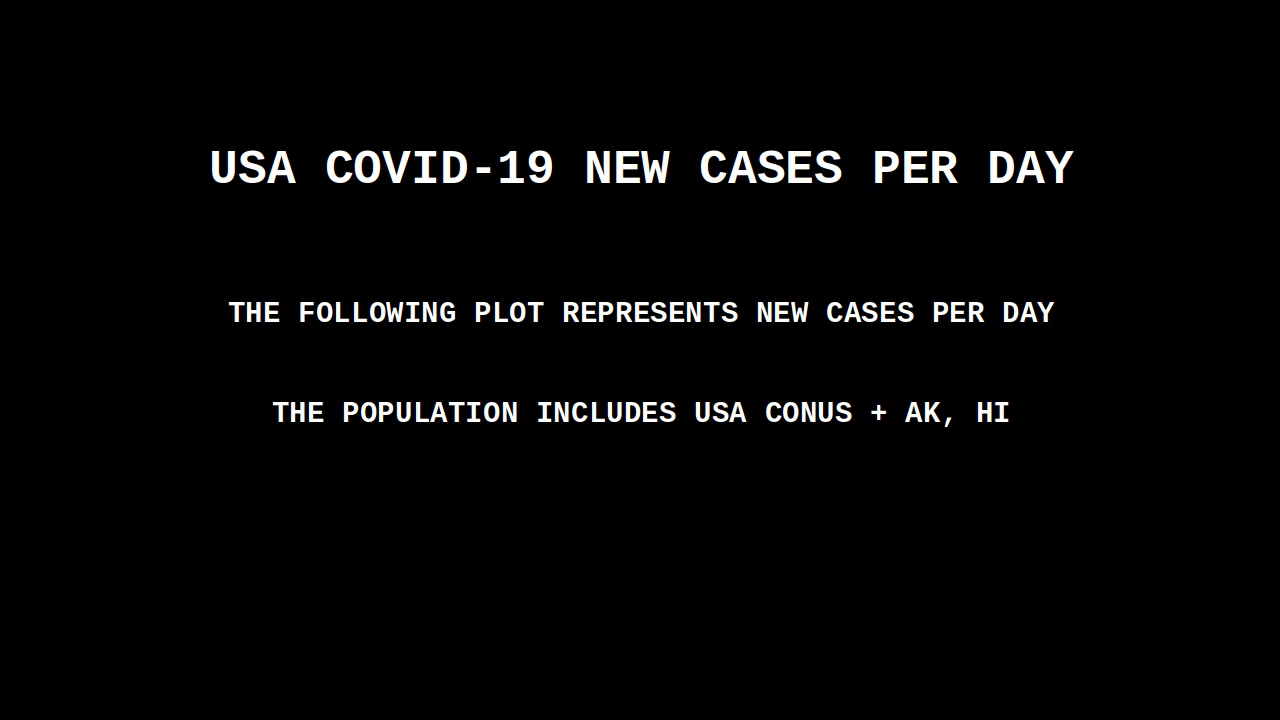 USA COVID-19 NEW CASES PER DAY
THE FOLLOWING PLOT REPRESENTS NEW CASES PER DAY
THE POPULATION INCLUDES USA CONUS + AK, HI